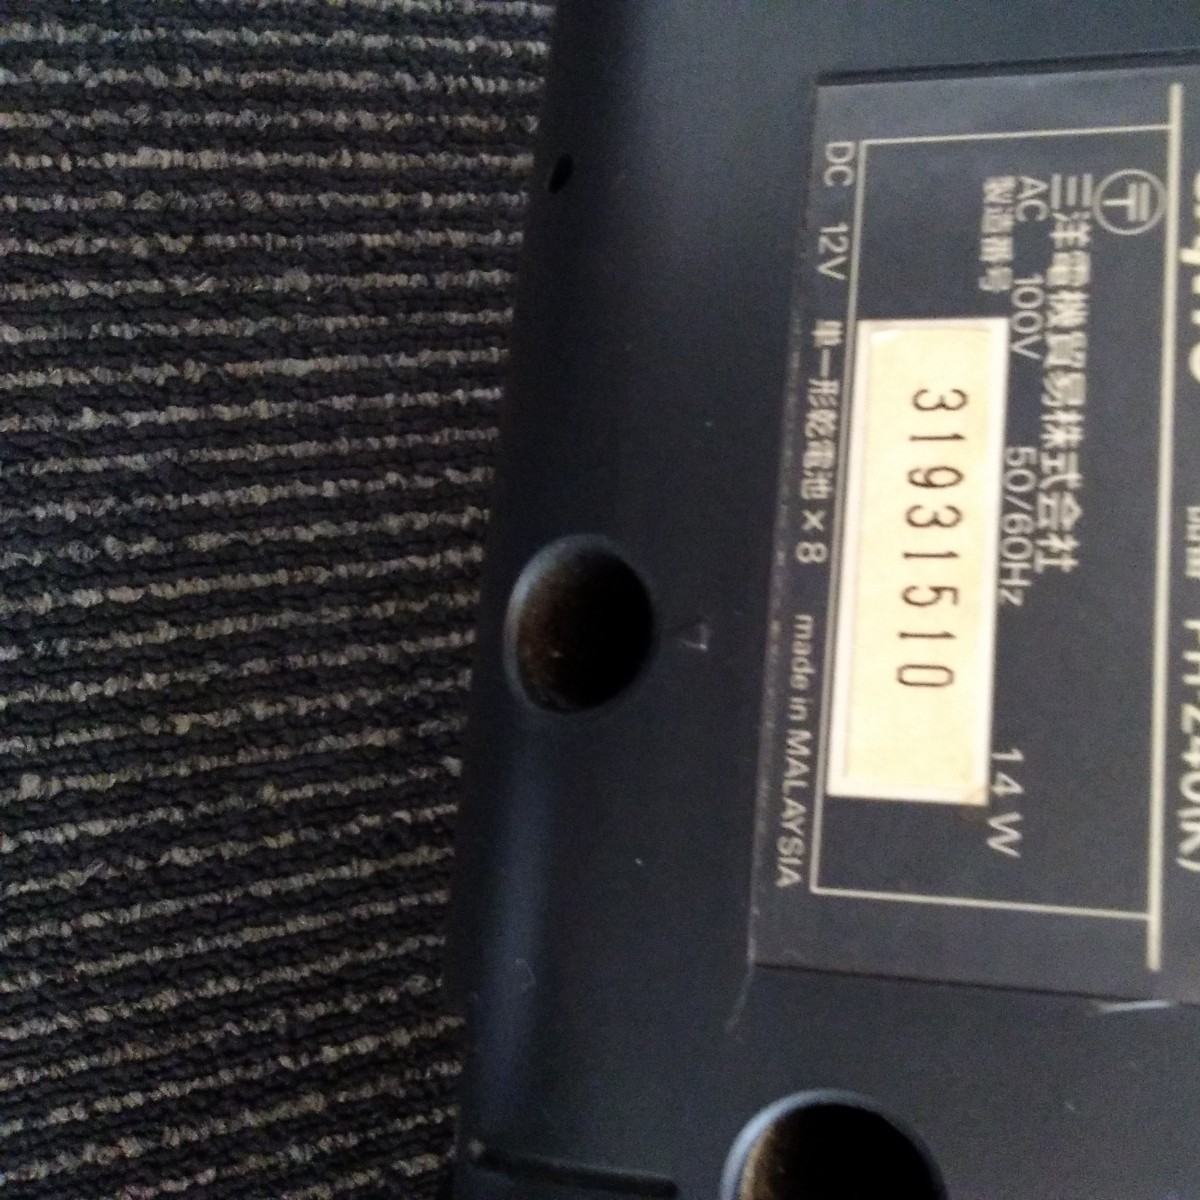 三洋電機貿易株式会社
AC 100V 50/60Hz 14W
製造番号 31931510
DC 12V 単一形乾電池×8 made in MALAYSIA